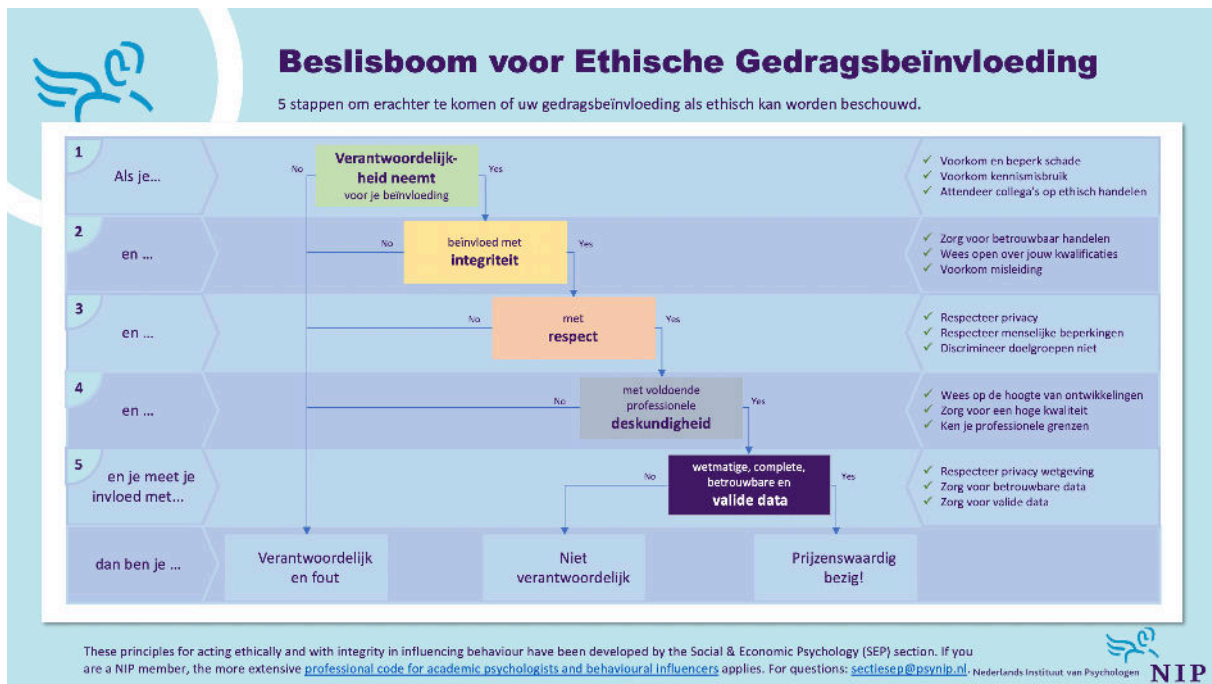 Beslisboom voor Ethische Gedragsbeïnvloeding
5 stappen om erachter te komen of uw gedragsbeïnvloeding als ethisch kan worden beschouwd.
1
Als je...
No
Verantwoordelijk-
heid neemt
voor je beïnvloeding
Yes
✓ Voorkom en beperk schade
✓ Voorkom kennismisbruik
✓ Attendeer collega's op ethisch handelen
2
en ...
No
beïnvloed met
integriteit
Yes
✓ Zorg voor betrouwbaar handelen
✓ Wees open over jouw kwalificaties
✓ Voorkom misleiding
3
en ...
No
met
respect
Yes
✓ Respecteer privacy
✓ Respecteer menselijke beperkingen
✓ Discrimineer doelgroepen niet
4
en ...
No
met voldoende
professionele
deskundigheid
Yes
✓ Wees op de hoogte van ontwikkelingen
✓ Zorg voor een hoge kwaliteit
✓ Ken je professionele grenzen
5
en je meet je
invloed met...
No
wetmatige, complete,
betrouwbare en
valide data
Yes
✓ Respecteer privacy wetgeving
✓ Zorg voor betrouwbare data
✓ Zorg voor valide data
dan ben je ...
Verantwoordelijk
en fout
Niet
verantwoordelijk
Prijzenswaardig
bezig!
These principles for acting ethically and with integrity in influencing behaviour have been developed by the Social & Economic Psychology (SEP) section. If you
are a NIP member, the more extensive professional code for academic psychologists and behavioural influencers applies. For questions: sectiesep@psynip.nl.
Nederlands Instituut van Psychologen NIP